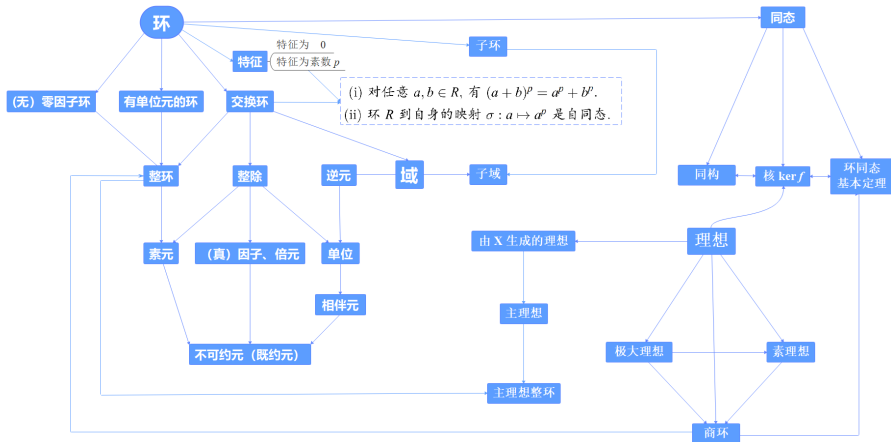 环
同态
子环
特征
特征为 0
特征为素数 p
(i) 对任意 a, b ∈ R, 有 (a + b)^p = a^p + b^p.
(ii) 环 R 到自身的映射 σ : a ↦ a^p 是自同态.
(无）零因子环
有单位元的环
交换环
整环
整除
逆元
域
子域
同构
核 ker f
环同态
基本定理
素元
（真）因子、倍元
单位
由 X 生成的理想
理想
相伴元
主理想
不可约元（既约元）
极大理想
素理想
主理想整环
商环